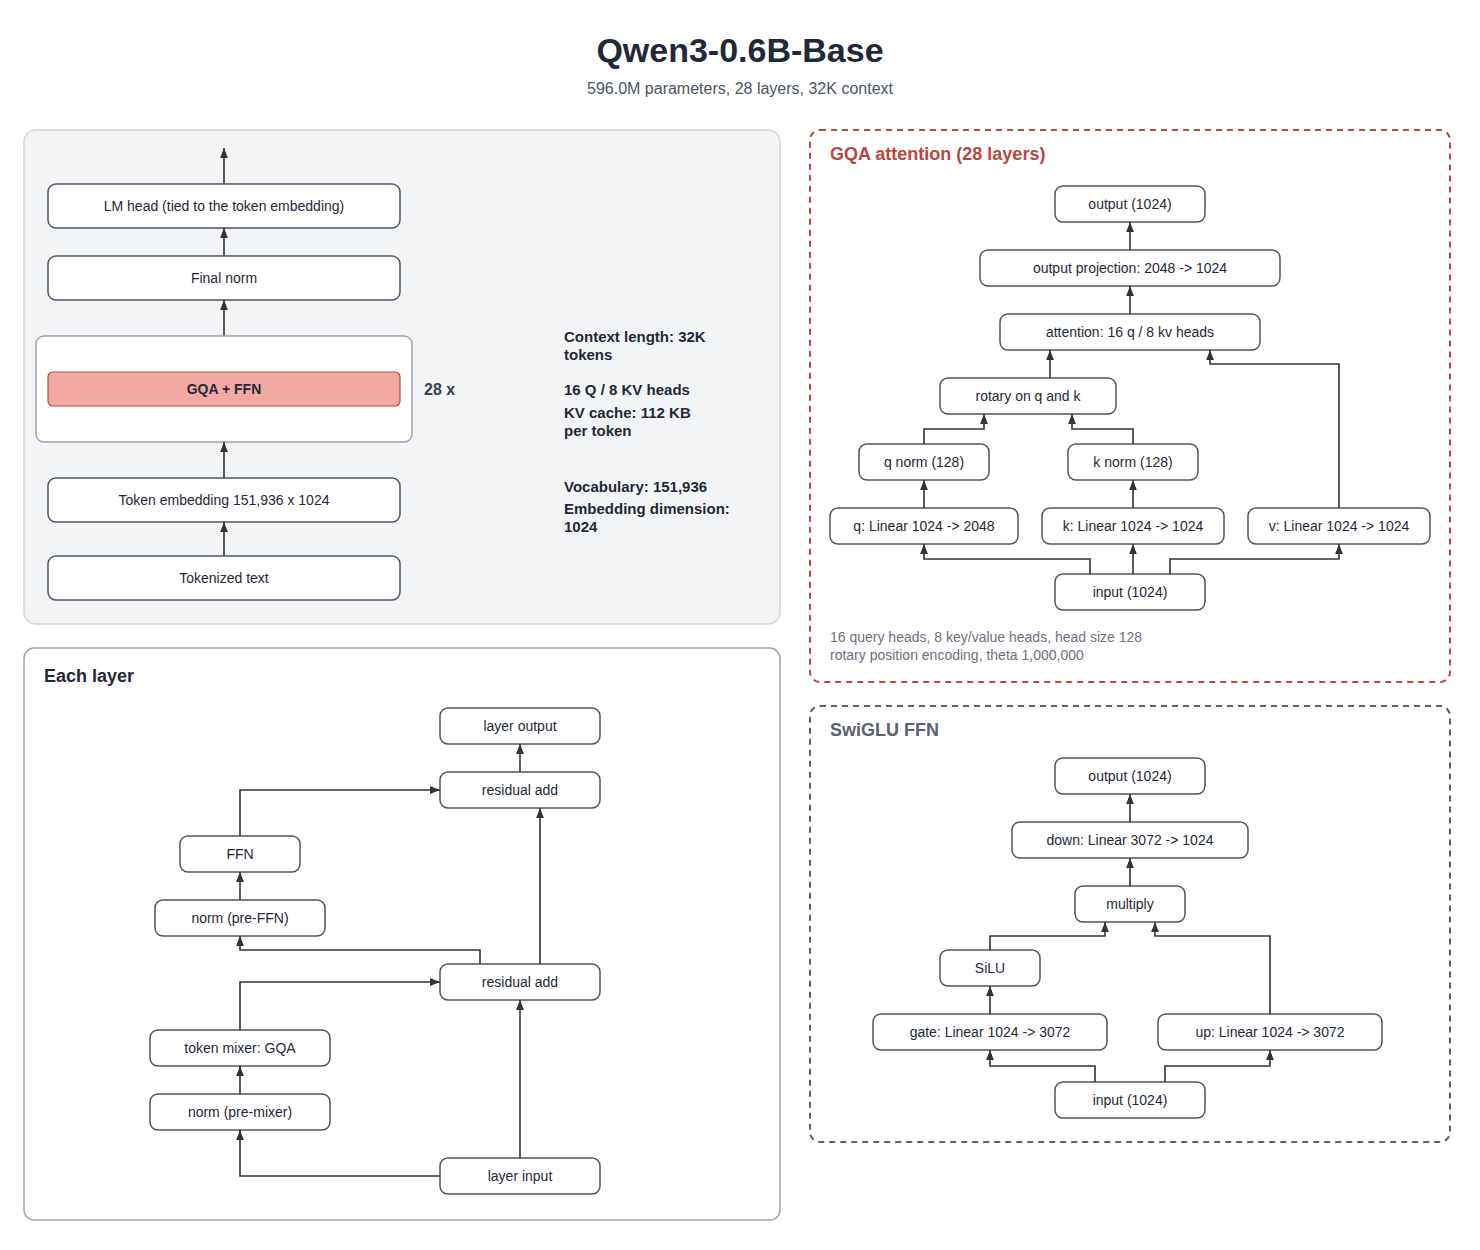 Qwen3-0.6B-Base
596.0M parameters, 28 layers, 32K context
LM head (tied to the token embedding)
Final norm
GQA + FFN
28 x
Token embedding 151,936 x 1024
Tokenized text
Context length: 32K
tokens
16 Q / 8 KV heads
KV cache: 112 KB
per token
Vocabulary: 151,936
Embedding dimension:
1024
GQA attention (28 layers)
output (1024)
output projection: 2048 -> 1024
attention: 16 q / 8 kv heads
rotary on q and k
q norm (128)
k norm (128)
q: Linear 1024 -> 2048
k: Linear 1024 -> 1024
v: Linear 1024 -> 1024
input (1024)
16 query heads, 8 key/value heads, head size 128
rotary position encoding, theta 1,000,000
Each layer
layer output
residual add
FFN
norm (pre-FFN)
residual add
token mixer: GQA
norm (pre-mixer)
layer input
SwiGLU FFN
output (1024)
down: Linear 3072 -> 1024
multiply
SiLU
gate: Linear 1024 -> 3072
up: Linear 1024 -> 3072
input (1024)